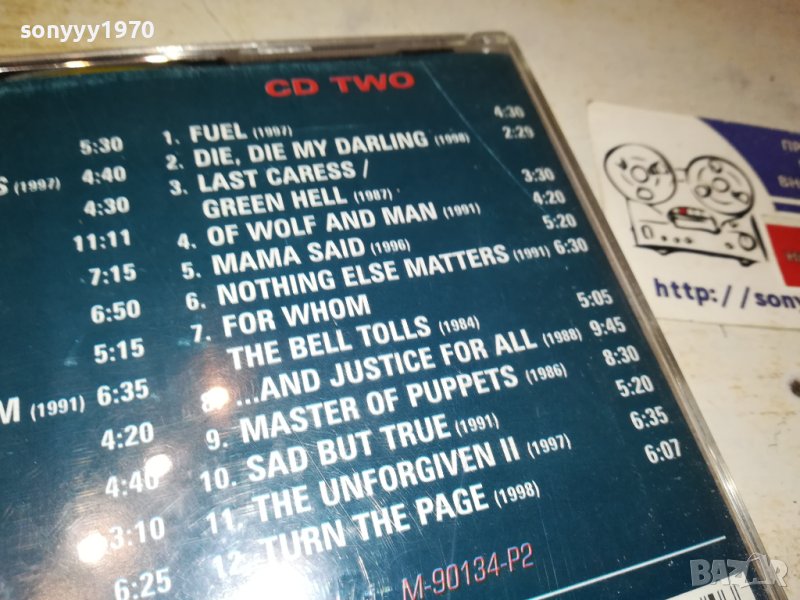 sonyyy1970
CD TWO
5:30
S (1997) 4:40
4:30
11:11
7:15
6:50
5:15
M (1991) 6:35
4:20
4:40
3:10
6:25
1. FUEL (1997) 4:30
2. DIE, DIE MY DARLING (1998) 2:29
3. LAST CARESS /
GREEN HELL (1987) 3:30
4. OF WOLF AND MAN (1991) 4:20
5. MAMA SAID (1996) 5:20
6. NOTHING ELSE MATTERS (1991) 6:30
7. FOR WHOM
THE BELL TOLLS (1984) 5:05
8. ...AND JUSTICE FOR ALL (1988) 9:45
9. MASTER OF PUPPETS (1986) 8:30
10. SAD BUT TRUE (1991) 5:20
11. THE UNFORGIVEN II (1997) 6:35
12. TURN THE PAGE (1998) 6:07
M-90134-P2
ПР
ВН
http://sony
BAZAR